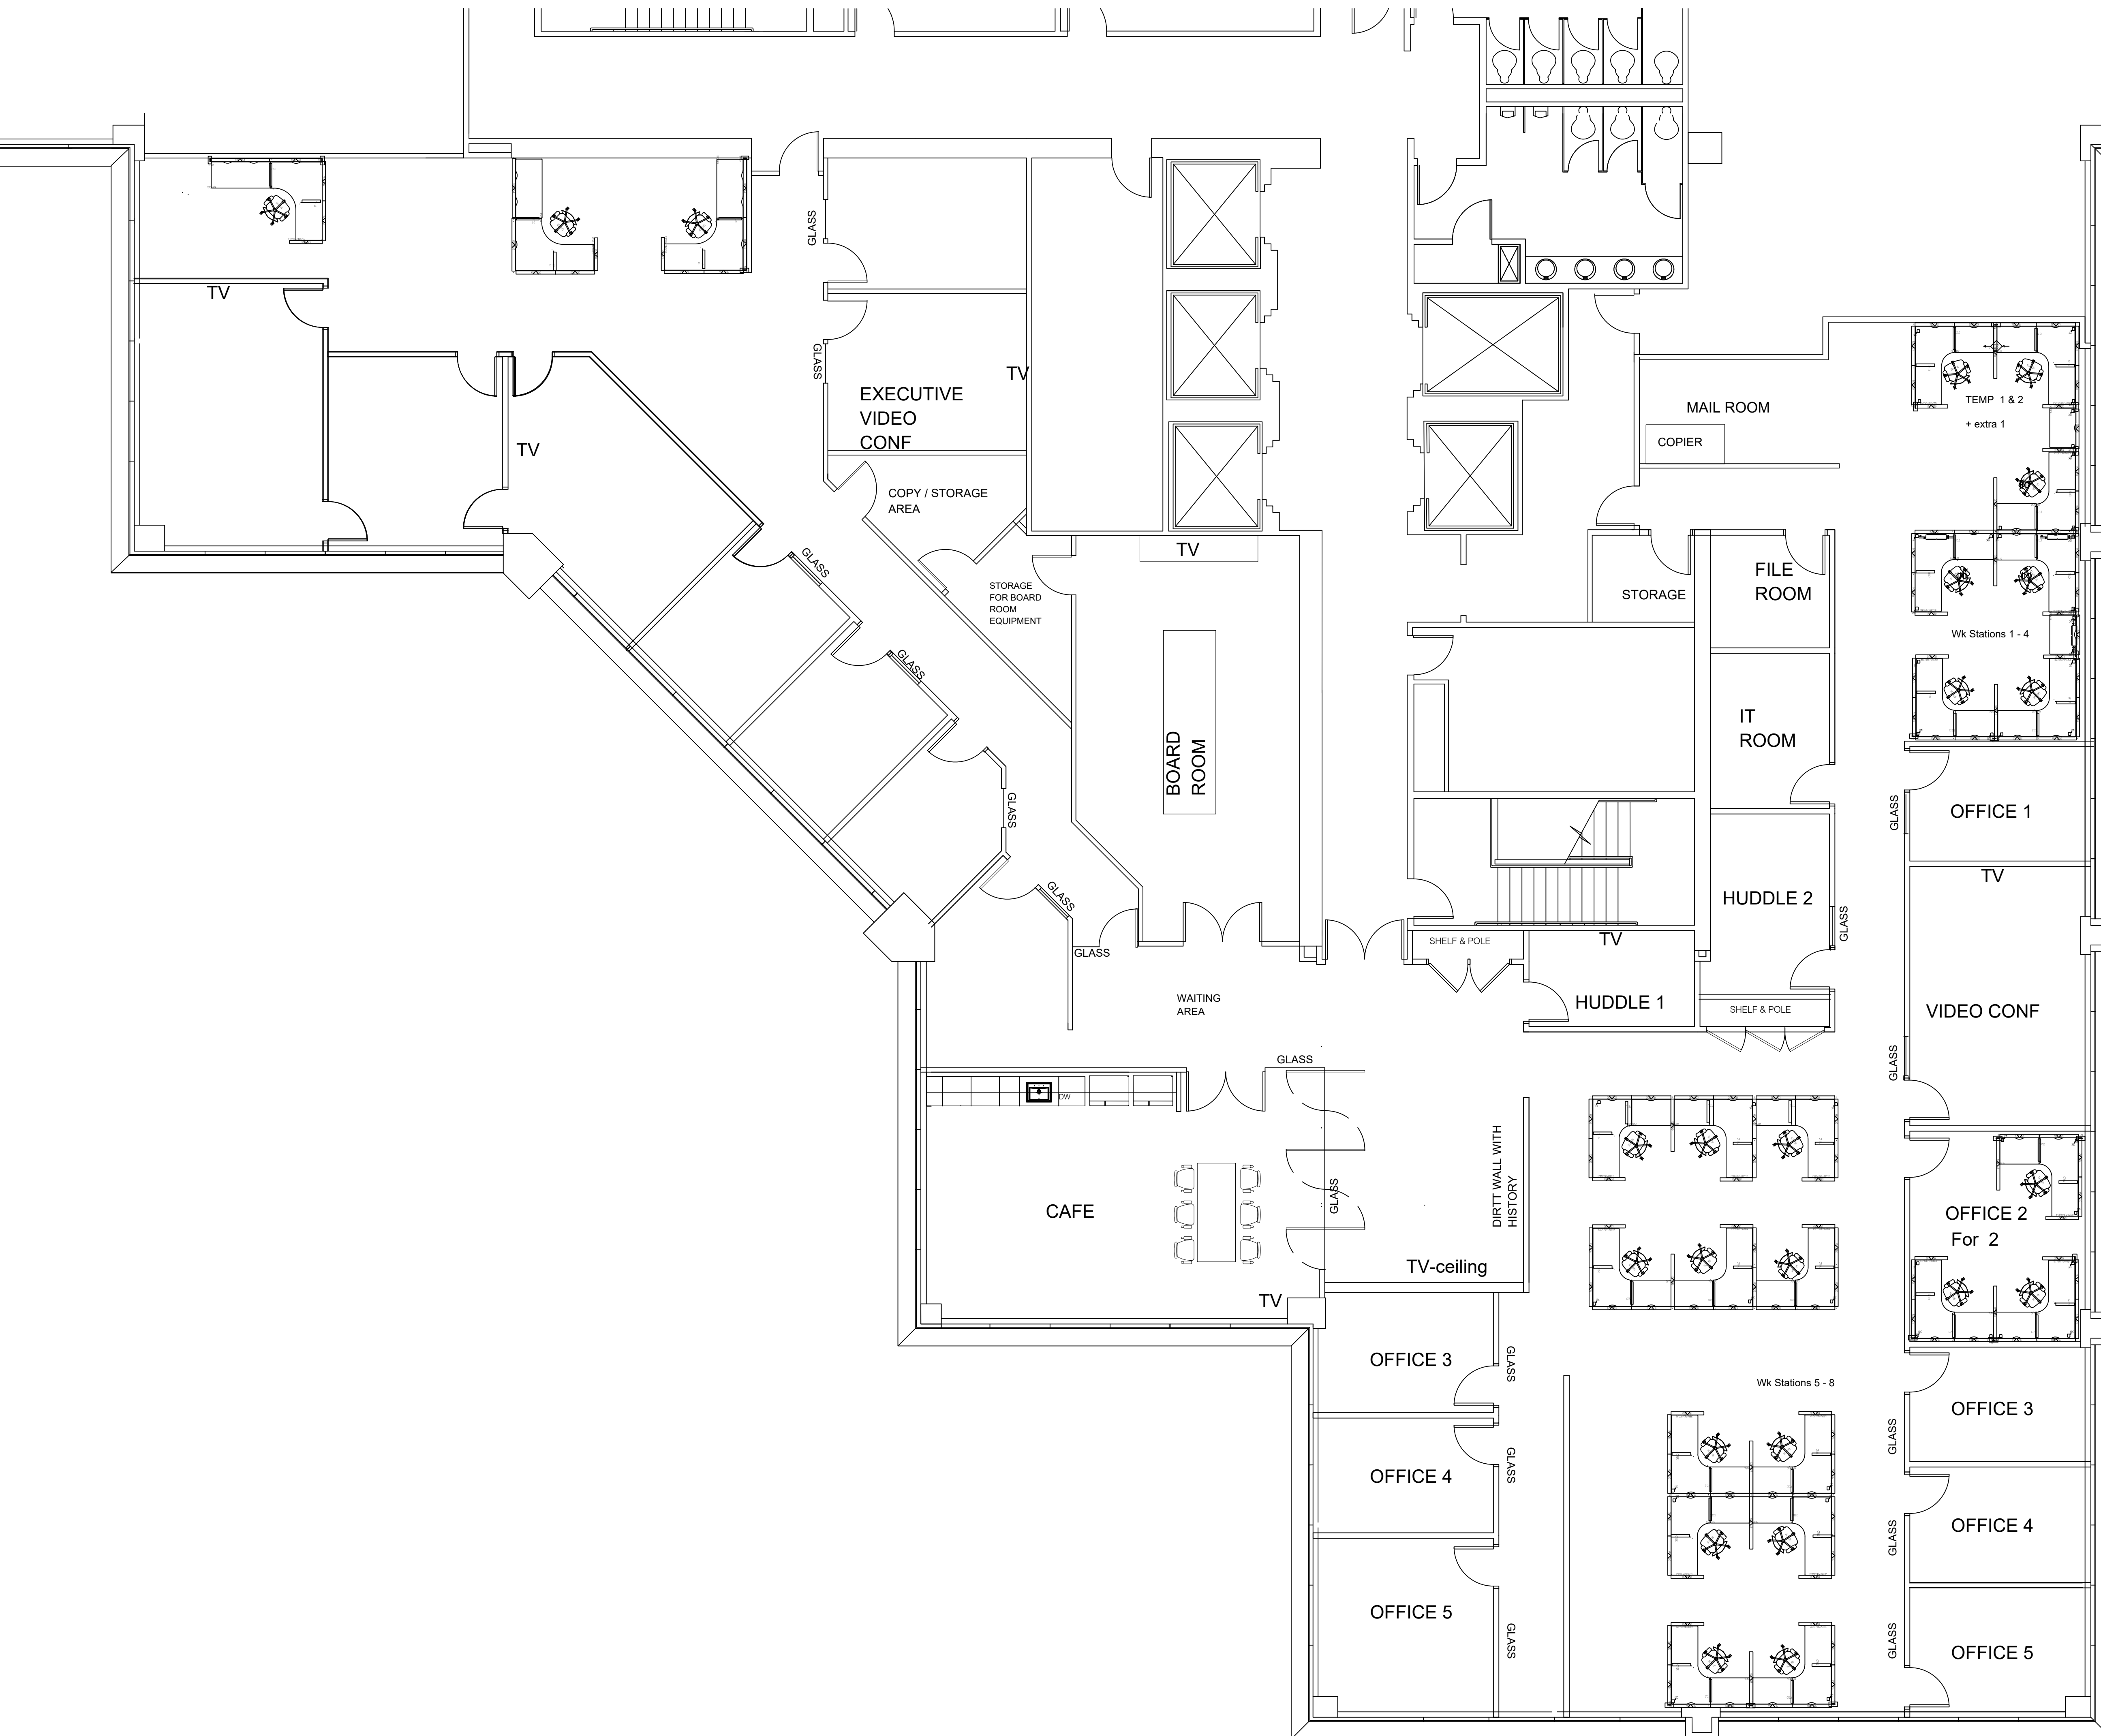 GLASS
TV
GLASS
TV
EXECUTIVE
VIDEO
CONF
TV
COPY / STORAGE
AREA
STORAGE
FOR BOARD
ROOM
EQUIPMENT
TV
BOARD
ROOM
GLASS
GLASS
GLASS
GLASS
GLASS
WAITING
AREA
GLASS
MAIL ROOM
COPIER
TEMP 1 & 2
+ extra 1
STORAGE
FILE
ROOM
Wk Stations 1 - 4
IT
ROOM
GLASS
OFFICE 1
TV
HUDDLE 2
GLASS
SHELF & POLE
TV
HUDDLE 1
SHELF & POLE
VIDEO CONF
GLASS
DW
CAFE
GLASS
DIRTT WALL WITH
HISTORY
TV-ceiling
TV
OFFICE 2
For 2
OFFICE 3
GLASS
Wk Stations 5 - 8
OFFICE 3
GLASS
OFFICE 4
GLASS
OFFICE 4
GLASS
OFFICE 5
GLASS
OFFICE 5
GLASS